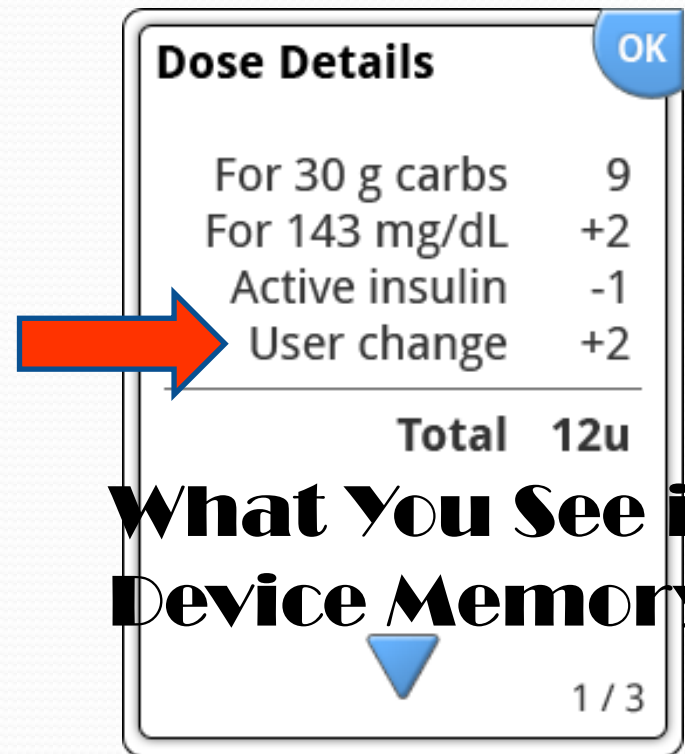 Dose Details OK
For 30 g carbs 9
For 143 mg/dL +2
Active insulin -1
User change +2
Total 12u
What You See i
Device Memory
1 / 3